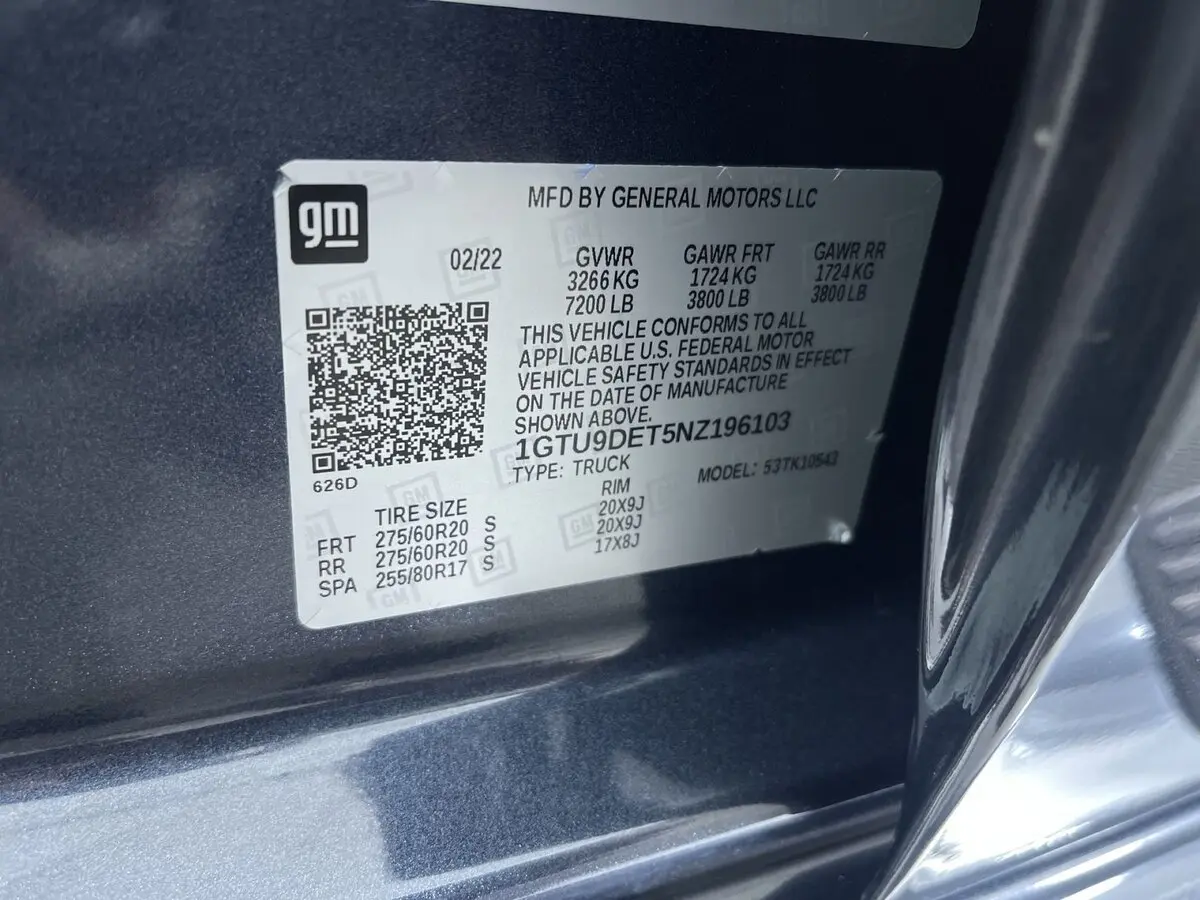 gm
MFD BY GENERAL MOTORS LLC
02/22
GVWR GAWR FRT GAWR RR
3266 KG 1724 KG 1724 KG
7200 LB 3800 LB 3800 LB
THIS VEHICLE CONFORMS TO ALL
APPLICABLE U.S. FEDERAL MOTOR
VEHICLE SAFETY STANDARDS IN EFFECT
ON THE DATE OF MANUFACTURE
SHOWN ABOVE.
1GTU9DET5NZ196103
TYPE: TRUCK MODEL: 53TK10543
626D
TIRE SIZE RIM
FRT 275/60R20 S 20X9J
RR 275/60R20 S 20X9J
SPA 255/80R17 S 17X8J